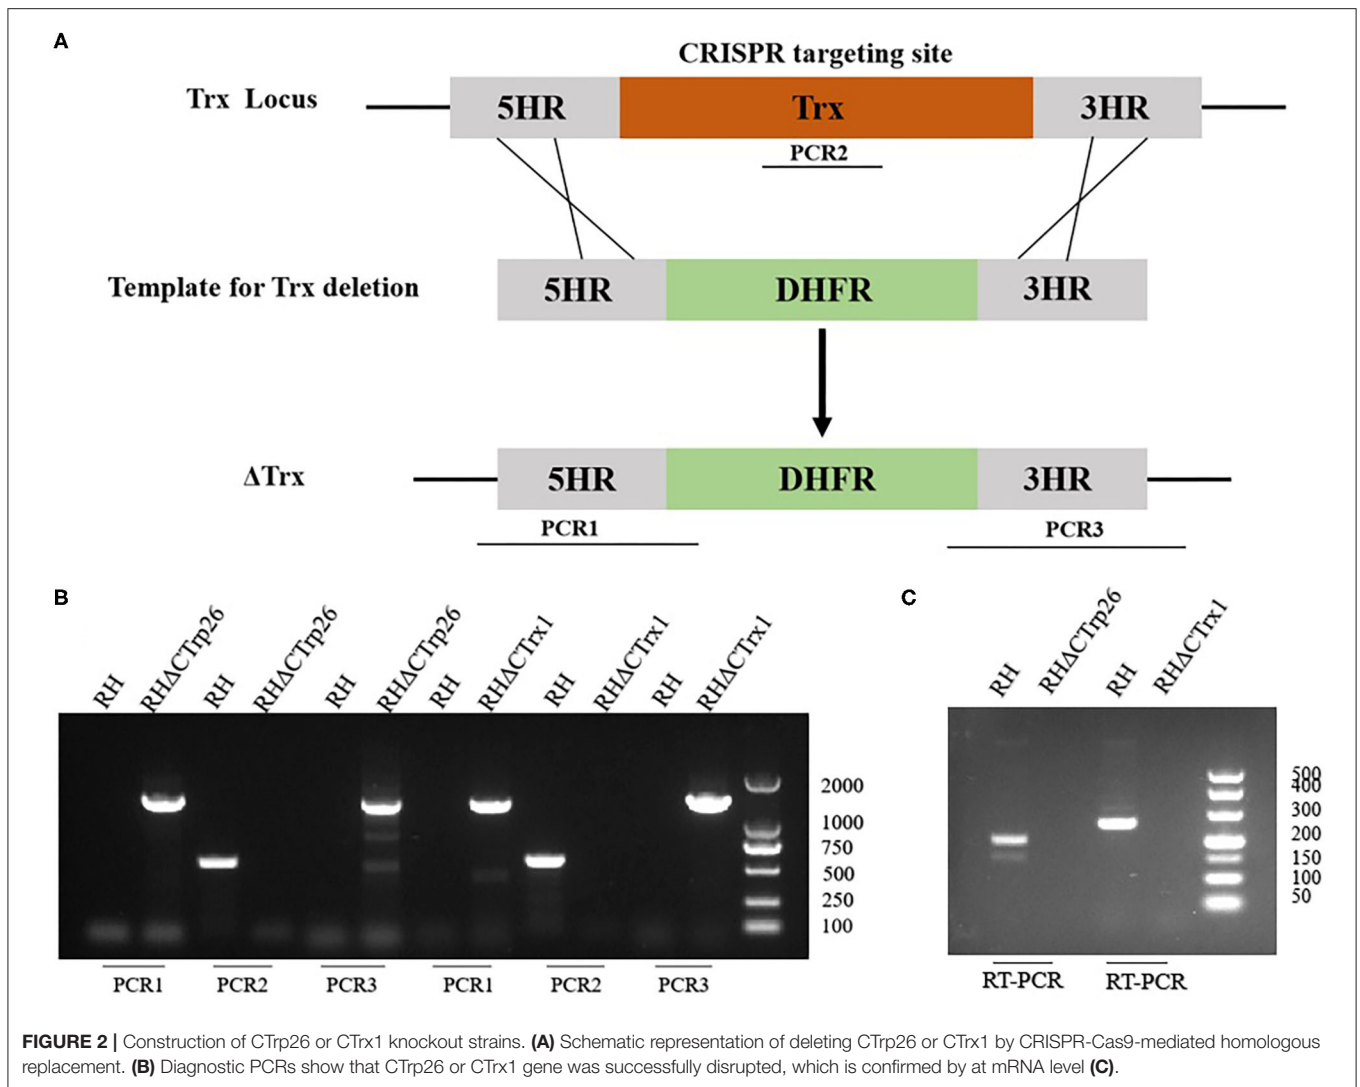 A
CRISPR targeting site
Trx Locus
5HR
Trx
3HR
PCR2
Template for Trx deletion
5HR
DHFR
3HR
ΔTrx
5HR
DHFR
3HR
PCR1
PCR3
B
RH
RHΔCTrp26
RH
RHΔCTrp26
RH
RHΔCTrp26
RH
RHΔCTrx1
RH
RHΔCTrx1
RH
RHΔCTrx1
2000
1000
750
500
250
100
PCR1
PCR2
PCR3
PCR1
PCR2
PCR3
C
RH
RHΔCTrp26
RH
RHΔCTrx1
500
400
300
200
150
100
50
RT-PCR
RT-PCR
FIGURE 2 | Construction of CTrp26 or CTrx1 knockout strains. (A) Schematic representation of deleting CTrp26 or CTrx1 by CRISPR-Cas9-mediated homologous
replacement. (B) Diagnostic PCRs show that CTrp26 or CTrx1 gene was successfully disrupted, which is confirmed by at mRNA level (C).